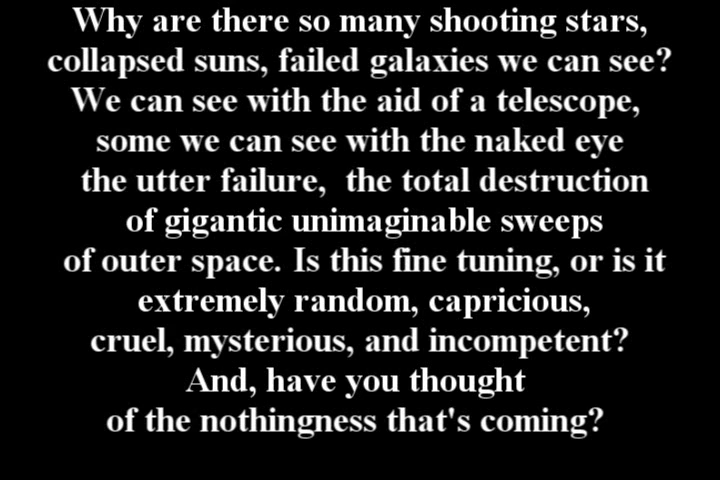 Why are there so many shooting stars,
collapsed suns, failed galaxies we can see?
We can see with the aid of a telescope,
some we can see with the naked eye
the utter failure, the total destruction
of gigantic unimaginable sweeps
of outer space. Is this fine tuning, or is it
extremely random, capricious,
cruel, mysterious, and incompetent?
And, have you thought
of the nothingness that's coming?